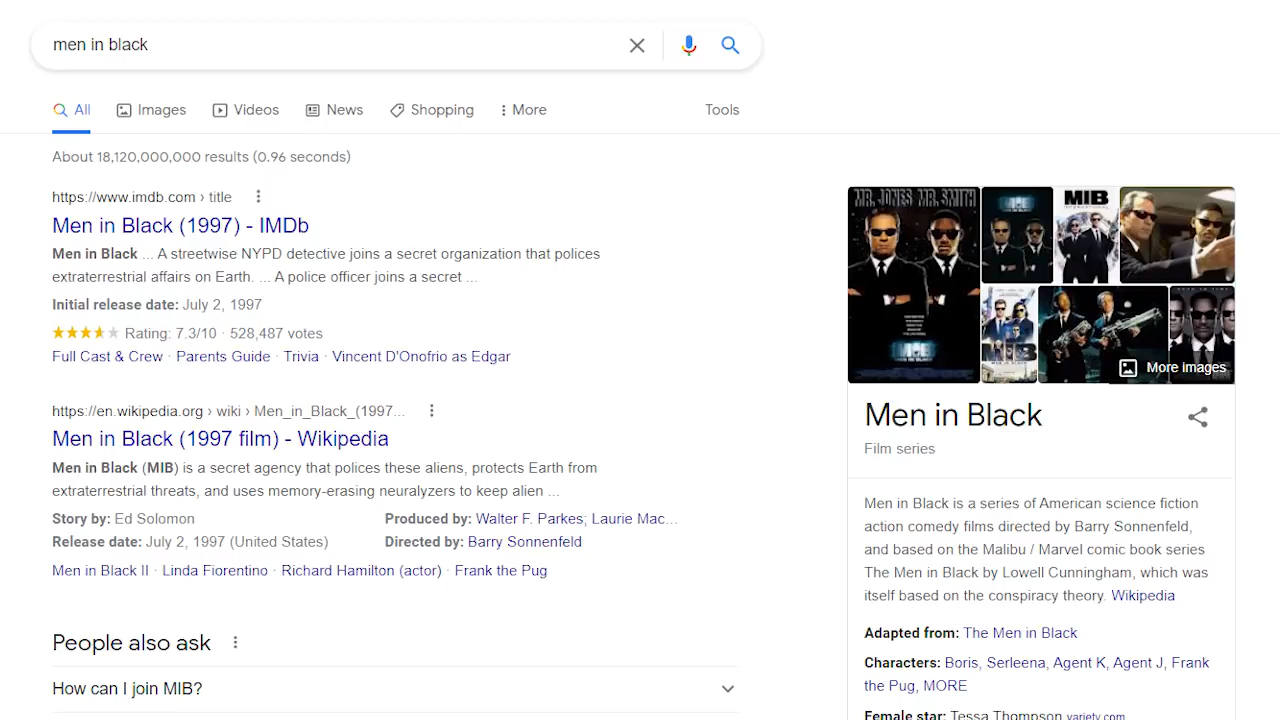 men in black
All
Images
Videos
News
Shopping
More
Tools
About 18,120,000,000 results (0.96 seconds)
https://www.imdb.com › title
Men in Black (1997) - IMDb
Men in Black ... A streetwise NYPD detective joins a secret organization that polices
extraterrestrial affairs on Earth. ... A police officer joins a secret ...
Initial release date: July 2, 1997
Rating: 7.3/10 · 528,487 votes
Full Cast & Crew · Parents Guide · Trivia · Vincent D'Onofrio as Edgar
https://en.wikipedia.org › wiki › Men_in_Black_(1997...
Men in Black (1997 film) - Wikipedia
Men in Black (MIB) is a secret agency that polices these aliens, protects Earth from
extraterrestrial threats, and uses memory-erasing neuralyzers to keep alien ...
Story by: Ed Solomon
Produced by: Walter F. Parkes; Laurie Mac...
Release date: July 2, 1997 (United States)
Directed by: Barry Sonnenfeld
Men in Black II · Linda Fiorentino · Richard Hamilton (actor) · Frank the Pug
People also ask
How can I join MIB?
MR. JONES MR. SMITH
MIB
More images
Men in Black
Film series
Men in Black is a series of American science fiction
action comedy films directed by Barry Sonnenfeld,
and based on the Malibu / Marvel comic book series
The Men in Black by Lowell Cunningham, which was
itself based on the conspiracy theory. Wikipedia
Adapted from: The Men in Black
Characters: Boris, Serleena, Agent K, Agent J, Frank
the Pug, MORE
Female star: Tessa Thompson variety.com